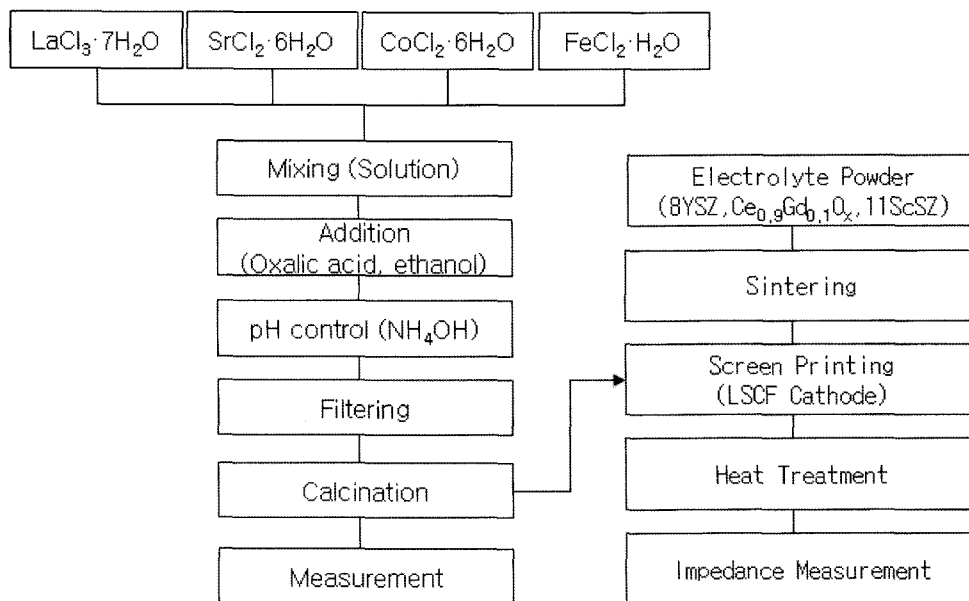 LaCl₃·7H₂O
SrCl₂·6H₂O
CoCl₂·6H₂O
FeCl₂·H₂O
Mixing (Solution)
Addition
(Oxalic acid, ethanol)
pH control (NH₄OH)
Filtering
Calcination
Measurement
Electrolyte Powder
(8YSZ,Ce₀.₉Gd₀.₁Oₓ,11ScSZ)
Sintering
Screen Printing
(LSCF Cathode)
Heat Treatment
Impedance Measurement